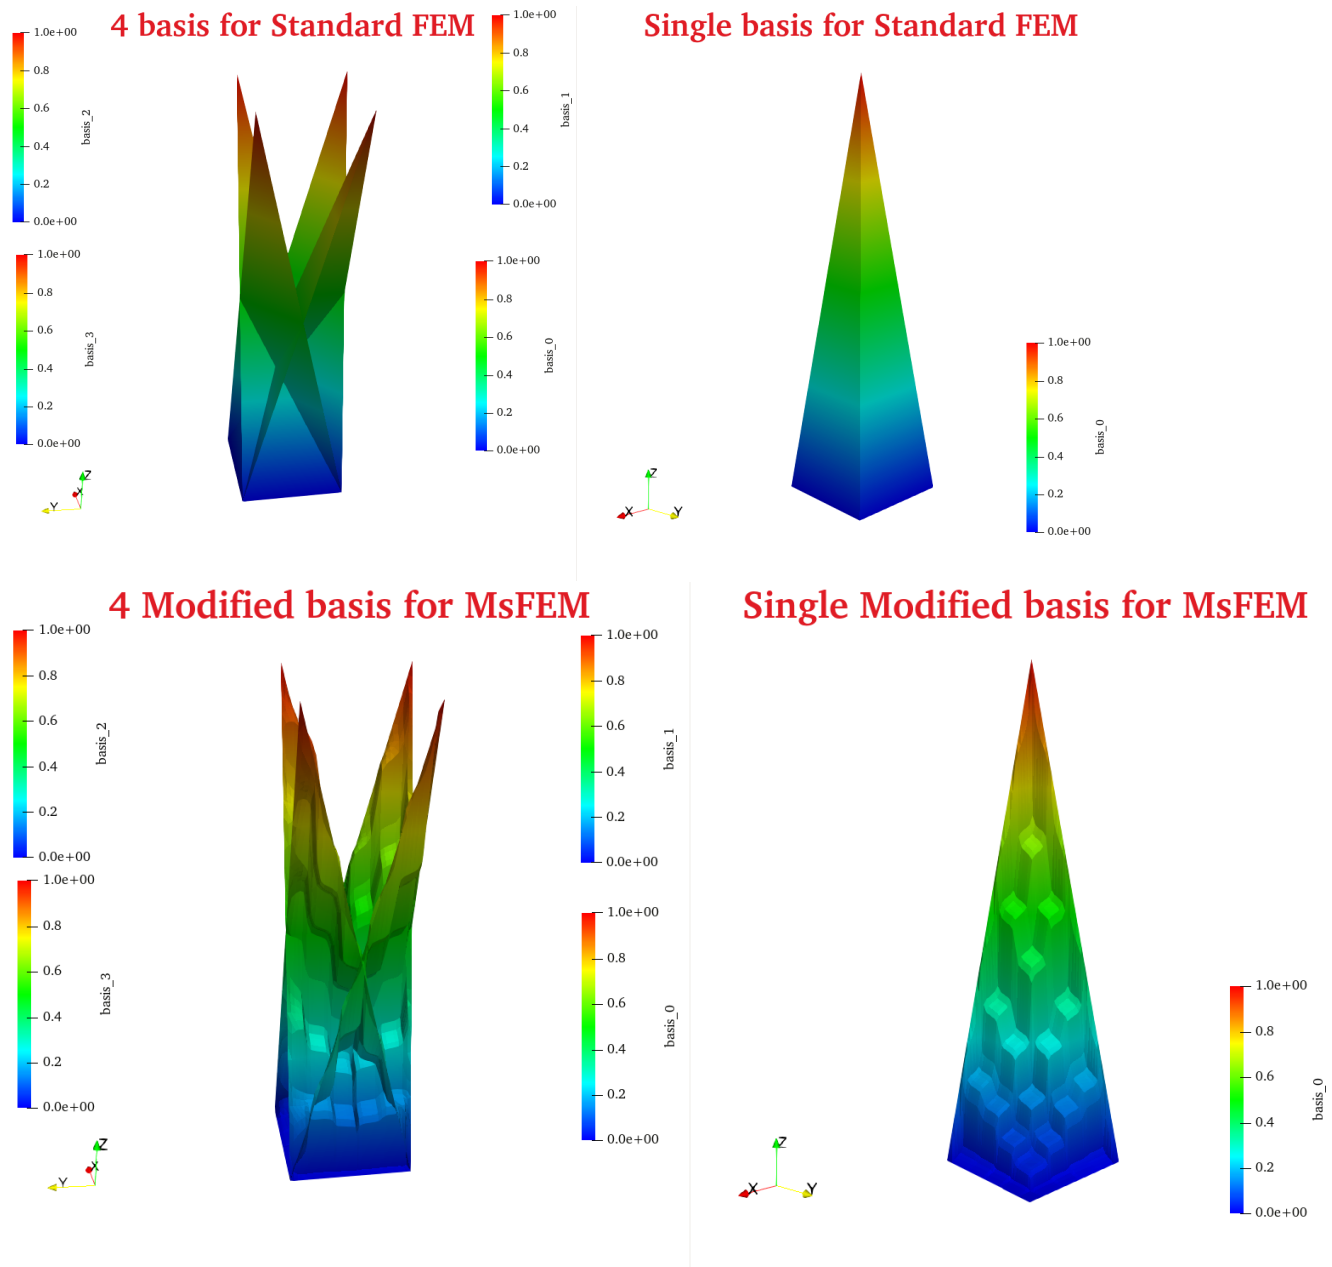 4 basis for Standard FEM
1.0e+00
0.8
0.6
0.4
0.2
0.0e+00
basis_2
1.0e+00
0.8
0.6
0.4
0.2
0.0e+00
basis_1
1.0e+00
0.8
0.6
0.4
0.2
0.0e+00
basis_3
1.0e+00
0.8
0.6
0.4
0.2
0.0e+00
basis_0
Z
X
Y
Single basis for Standard FEM
1.0e+00
0.8
0.6
0.4
0.2
0.0e+00
basis_0
Z
X
Y
4 Modified basis for MsFEM
1.0e+00
0.8
0.6
0.4
0.2
0.0e+00
basis_2
1.0e+00
0.8
0.6
0.4
0.2
0.0e+00
basis_1
1.0e+00
0.8
0.6
0.4
0.2
0.0e+00
basis_3
1.0e+00
0.8
0.6
0.4
0.2
0.0e+00
basis_0
Z
X
Y
Single Modified basis for MsFEM
1.0e+00
0.8
0.6
0.4
0.2
0.0e+00
basis_0
Z
X
Y